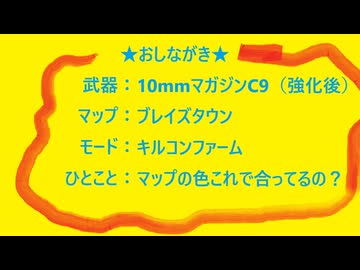 ★おしながき★
武器：10mmマガジンC9（強化後）
マップ：ブレイズタウン
モード：キルコンファーム
ひとこと：マップの色これで合ってるの？